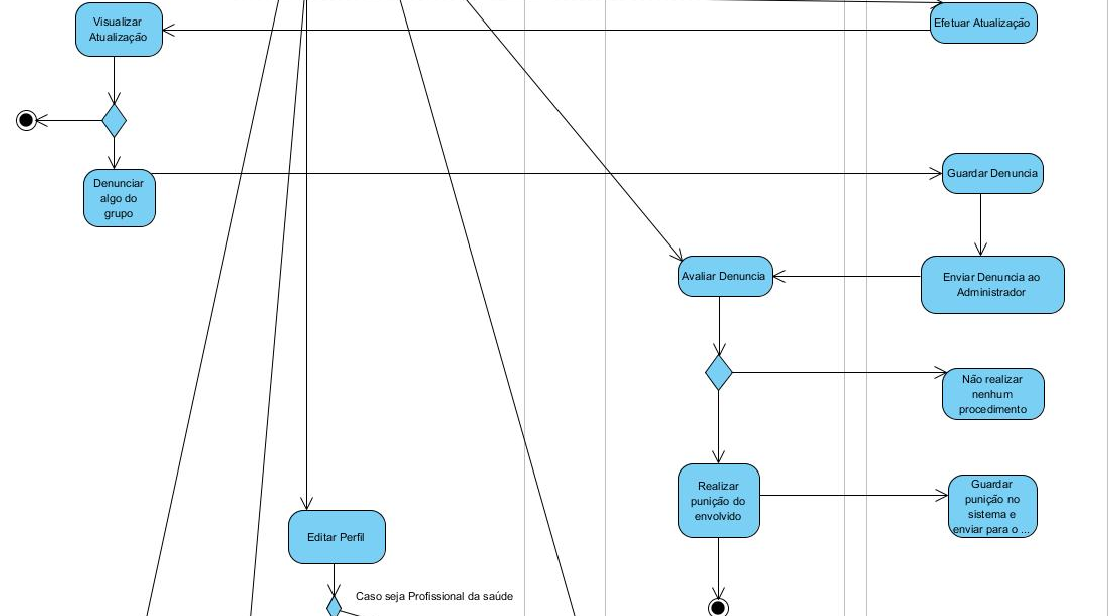 Visualizar
Atualização
Efetuar Atualização
Denunciar
algo do
grupo
Guardar Denuncia
Avaliar Denuncia
Enviar Denuncia ao
Administrador
Não realizar
nenhum
procedimento
Realizar
punição do
envolvido
Guardar
punição no
sistema e
enviar para o ...
Editar Perfil
Caso seja Profissional da saúde